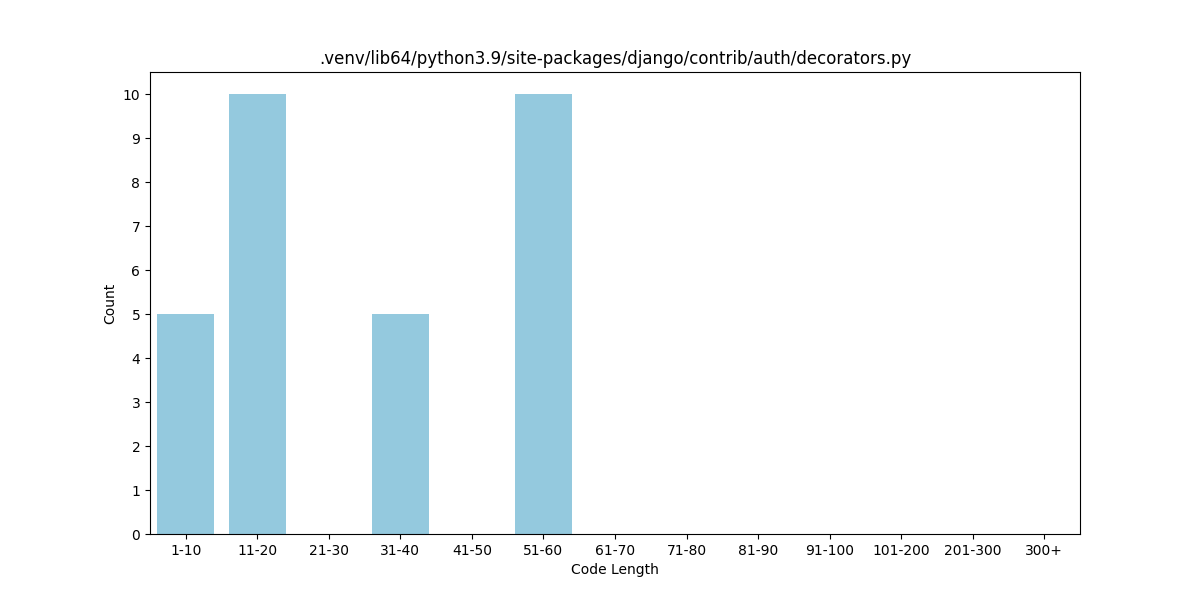 .venv/lib64/python3.9/site-packages/django/contrib/auth/decorators.py
10
9
8
7
6
5
4
3
2
1
0
Count
1-10 11-20 21-30 31-40 41-50 51-60 61-70 71-80 81-90 91-100 101-200 201-300 300+
Code Length